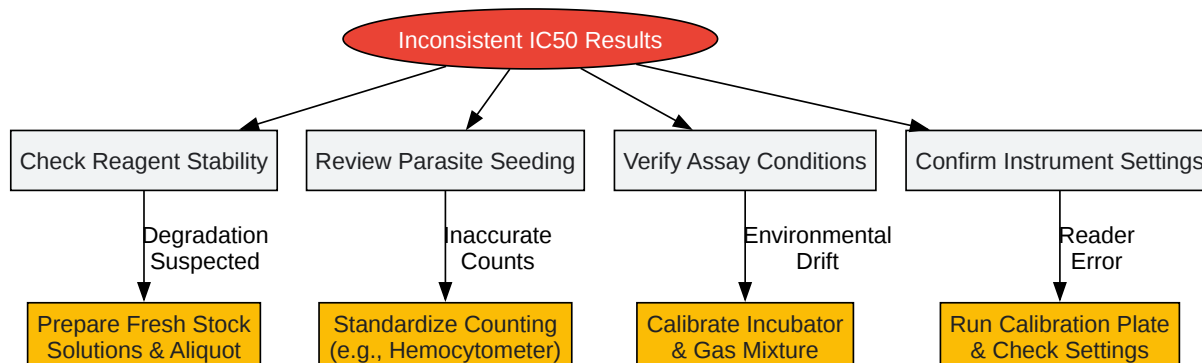 Inconsistent IC50 Results
Check Reagent Stability
Review Parasite Seeding
Verify Assay Conditions
Confirm Instrument Settings
Degradation
Suspected
Inaccurate
Counts
Environmental
Drift
Reader
Error
Prepare Fresh Stock
Solutions & Aliquot
Standardize Counting
(e.g., Hemocytometer)
Calibrate Incubator
& Gas Mixture
Run Calibration Plate
& Check Settings